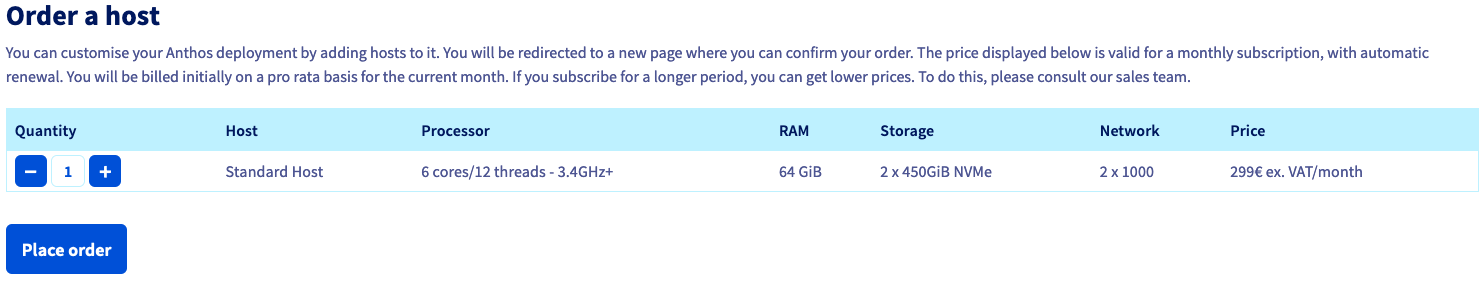 Order a host
You can customise your Anthos deployment by adding hosts to it. You will be redirected to a new page where you can confirm your order. The price displayed below is valid for a monthly subscription, with automatic
renewal. You will be billed initially on a pro rata basis for the current month. If you subscribe for a longer period, you can get lower prices. To do this, please consult our sales team.
Quantity Host Processor RAM Storage Network Price
− 1 + Standard Host 6 cores/12 threads - 3.4GHz+ 64 GiB 2 x 450GiB NVMe 2 x 1000 299€ ex. VAT/month
Place order